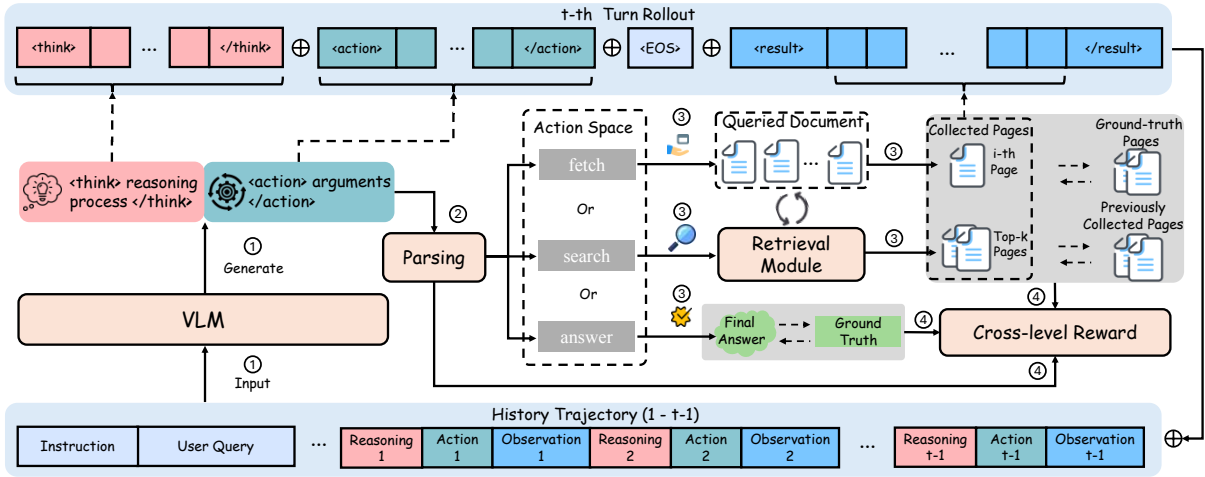 t-th Turn Rollout
<think> ... </think> ⊕ <action> ... </action> ⊕ <EOS> ⊕ <result> ... </result>
<think> reasoning
process </think>
<action> arguments
</action>
①
Generate
VLM
①
Input
②
Parsing
Action Space
fetch
Or
search
Or
answer
③
③
③
Queried Document
...
Retrieval
Module
③
③
Collected Pages
i-th
Page
Top-k
Pages
Ground-truth
Pages
Previously
Collected Pages
Final
Answer
Ground
Truth
④
④
④
Cross-level Reward
History Trajectory (1 - t-1)
⊕
Instruction
User Query
...
Reasoning
1
Action
1
Observation
1
Reasoning
2
Action
2
Observation
2
...
Reasoning
t-1
Action
t-1
Observation
t-1